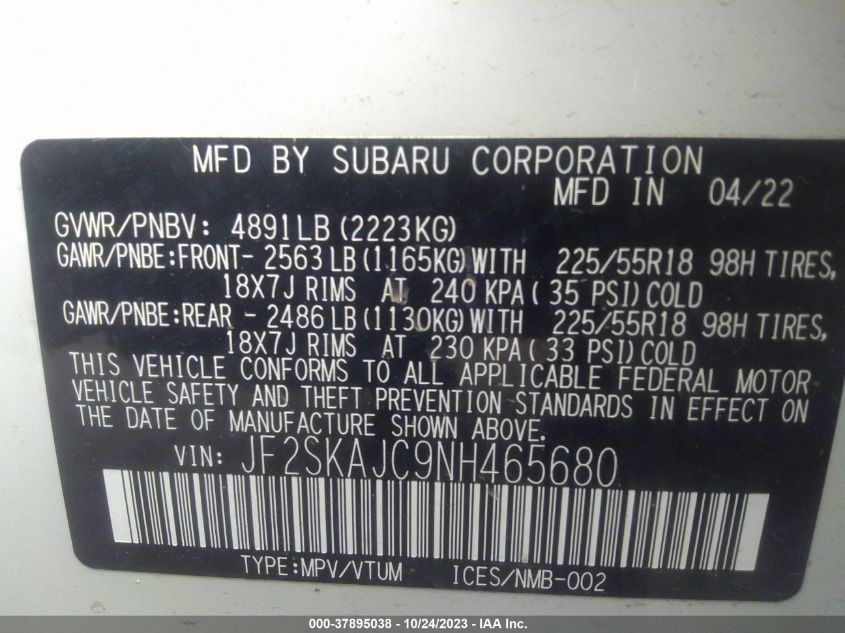 MFD BY SUBARU CORPORATION
MFD IN 04/22
GVWR/PNBV: 4891LB (2223KG)
GAWR/PNBE:FRONT- 2563 LB (1165KG) WITH 225/55R18 98H TIRES,
18X7J RIMS AT 240 KPA ( 35 PSI) COLD
GAWR/PNBE:REAR - 2486 LB (1130KG) WITH 225/55R18 98H TIRES,
18X7J RIMS AT 230 KPA ( 33 PSI) COLD
THIS VEHICLE CONFORMS TO ALL APPLICABLE FEDERAL MOTOR
VEHICLE SAFETY AND THEFT PREVENTION STANDARDS IN EFFECT ON
THE DATE OF MANUFACTURE SHOWN ABOVE.
VIN: JF2SKAJC9NH465680
TYPE:MPV/VTUM ICES/NMB-002
000-37895038 - 10/24/2023 - IAA Inc.